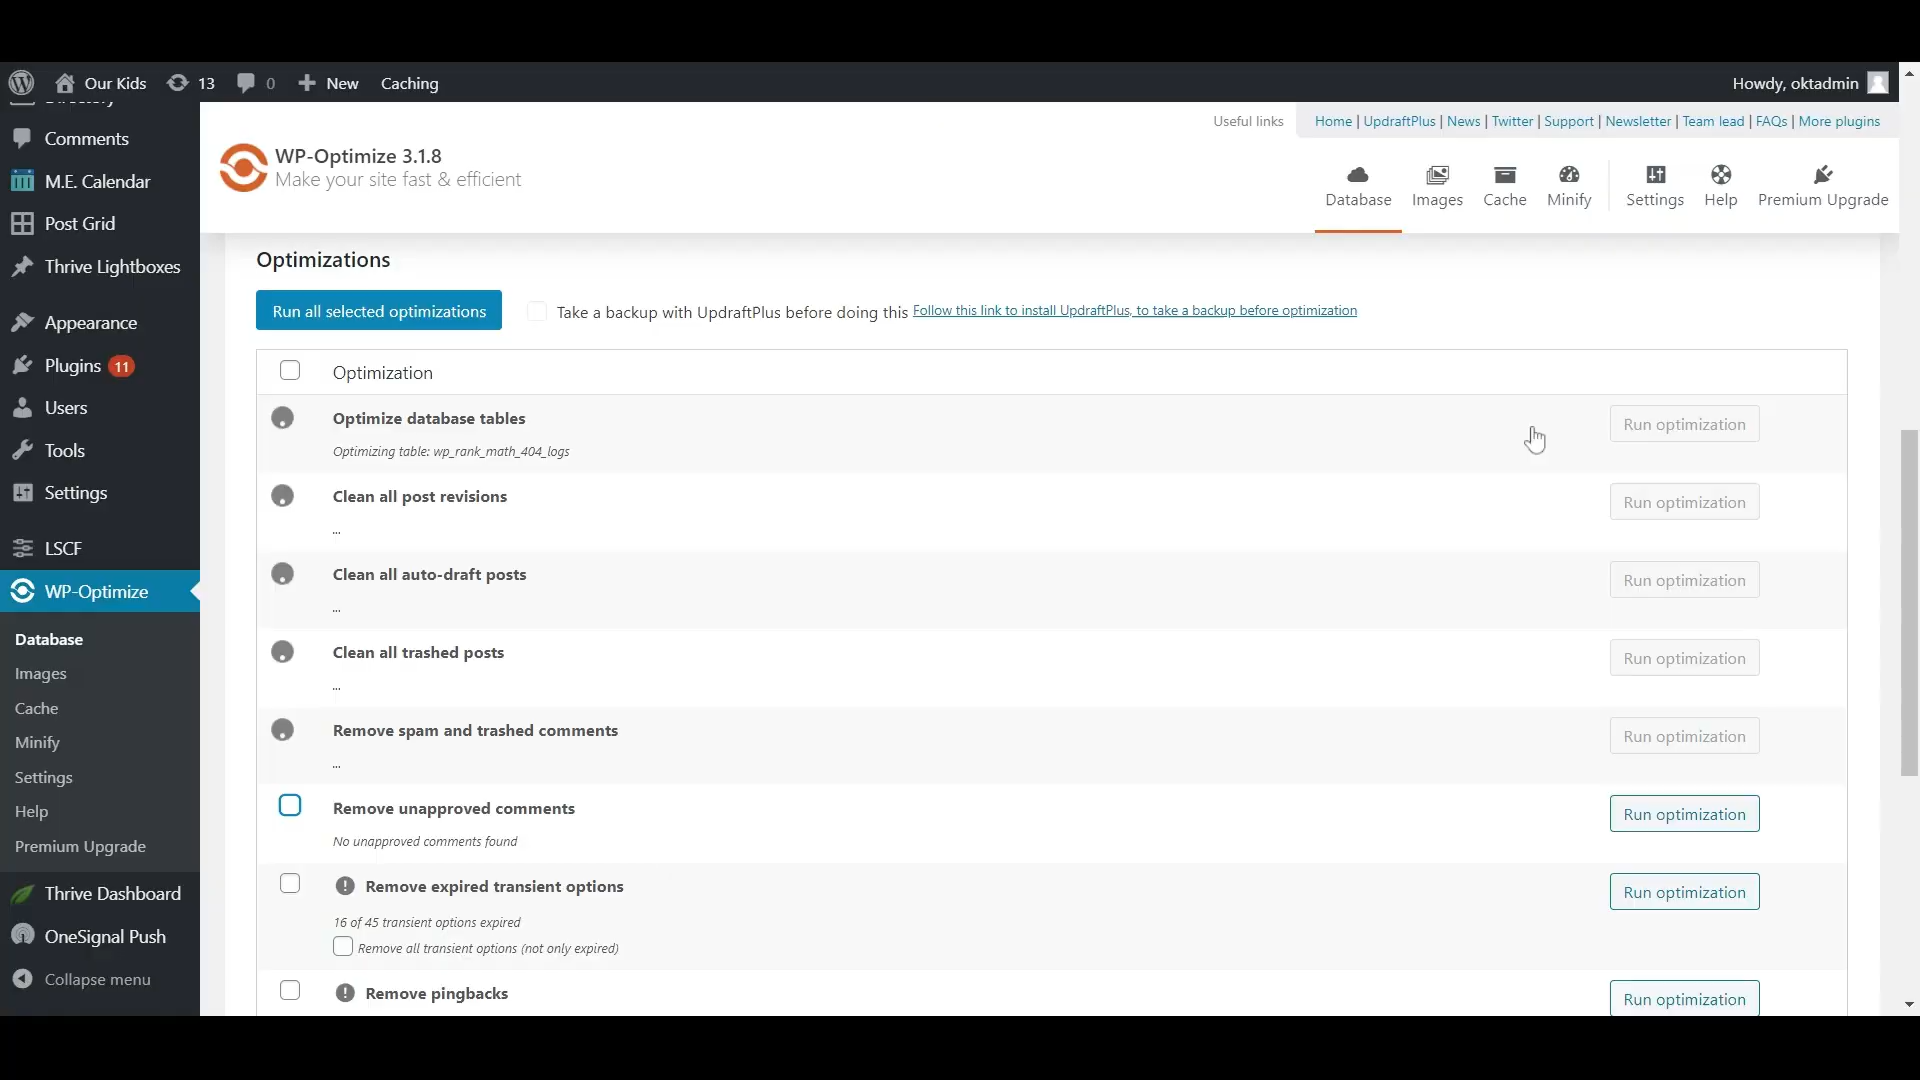 Our Kids 13 0 New Caching Howdy, oktadmin
Useful links Home | UpdraftPlus | News | Twitter | Support | Newsletter | Team lead | FAQs | More plugins
WP-Optimize 3.1.8
Make your site fast & efficient
Database Images Cache Minify Settings Help Premium Upgrade
Comments
M.E. Calendar
Post Grid
Thrive Lightboxes
Appearance
Plugins 11
Users
Tools
Settings
LSCF
WP-Optimize
Database
Images
Cache
Minify
Settings
Help
Premium Upgrade
Thrive Dashboard
OneSignal Push
Collapse menu
Optimizations
Run all selected optimizations Take a backup with UpdraftPlus before doing this Follow this link to install UpdraftPlus, to take a backup before optimization
Optimization
Optimize database tables Run optimization
Optimizing table: wp_rank_math_404_logs
Clean all post revisions Run optimization
...
Clean all auto-draft posts Run optimization
...
Clean all trashed posts Run optimization
...
Remove spam and trashed comments Run optimization
...
Remove unapproved comments Run optimization
No unapproved comments found
Remove expired transient options Run optimization
16 of 45 transient options expired
Remove all transient options (not only expired)
Remove pingbacks Run optimization